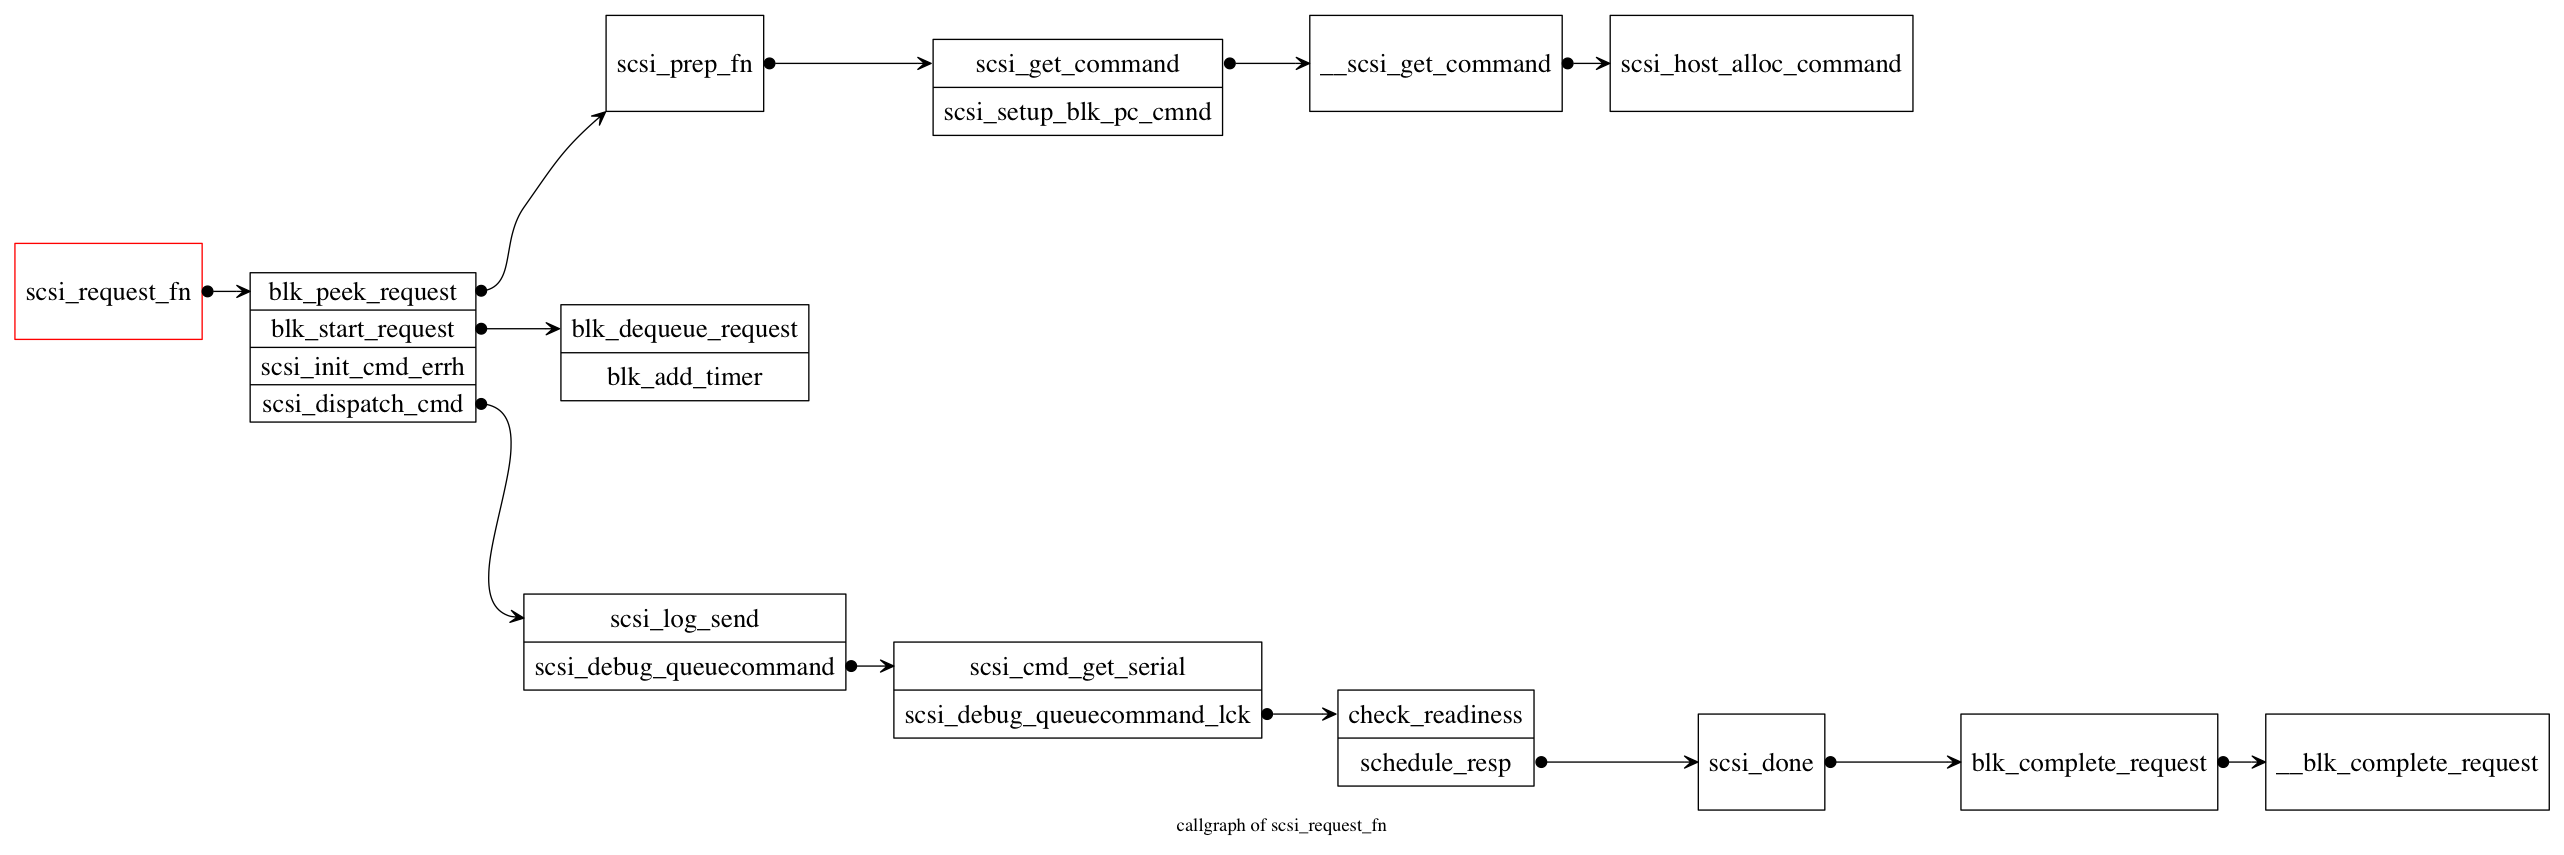 scsi_prep_fn
scsi_get_command
scsi_setup_blk_pc_cmnd
__scsi_get_command
scsi_host_alloc_command
scsi_request_fn
blk_peek_request
blk_start_request
scsi_init_cmd_errh
scsi_dispatch_cmd
blk_dequeue_request
blk_add_timer
scsi_log_send
scsi_debug_queuecommand
scsi_cmd_get_serial
scsi_debug_queuecommand_lck
check_readiness
schedule_resp
scsi_done
blk_complete_request
__blk_complete_request
callgraph of scsi_request_fn